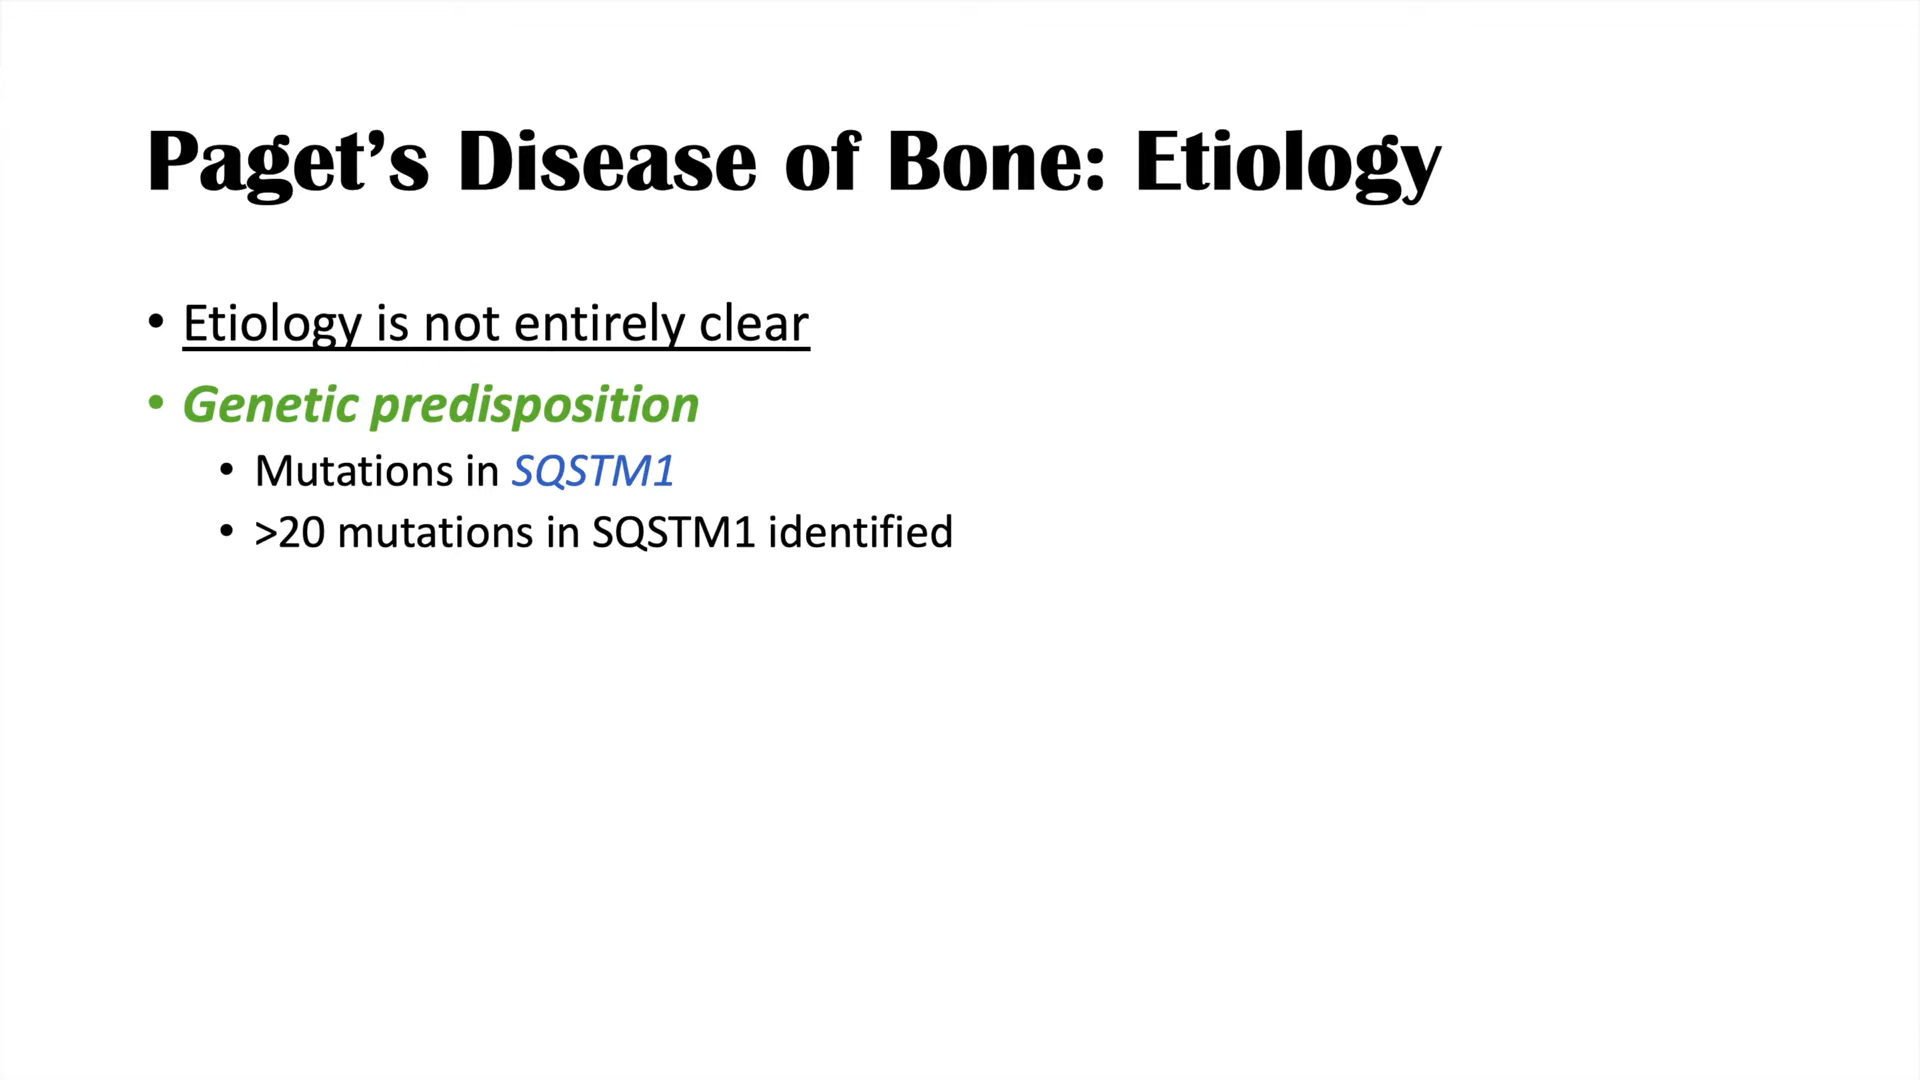 Paget’s Disease of Bone: Etiology
• Etiology is not entirely clear
• Genetic predisposition
• Mutations in SQSTM1
• >20 mutations in SQSTM1 identified